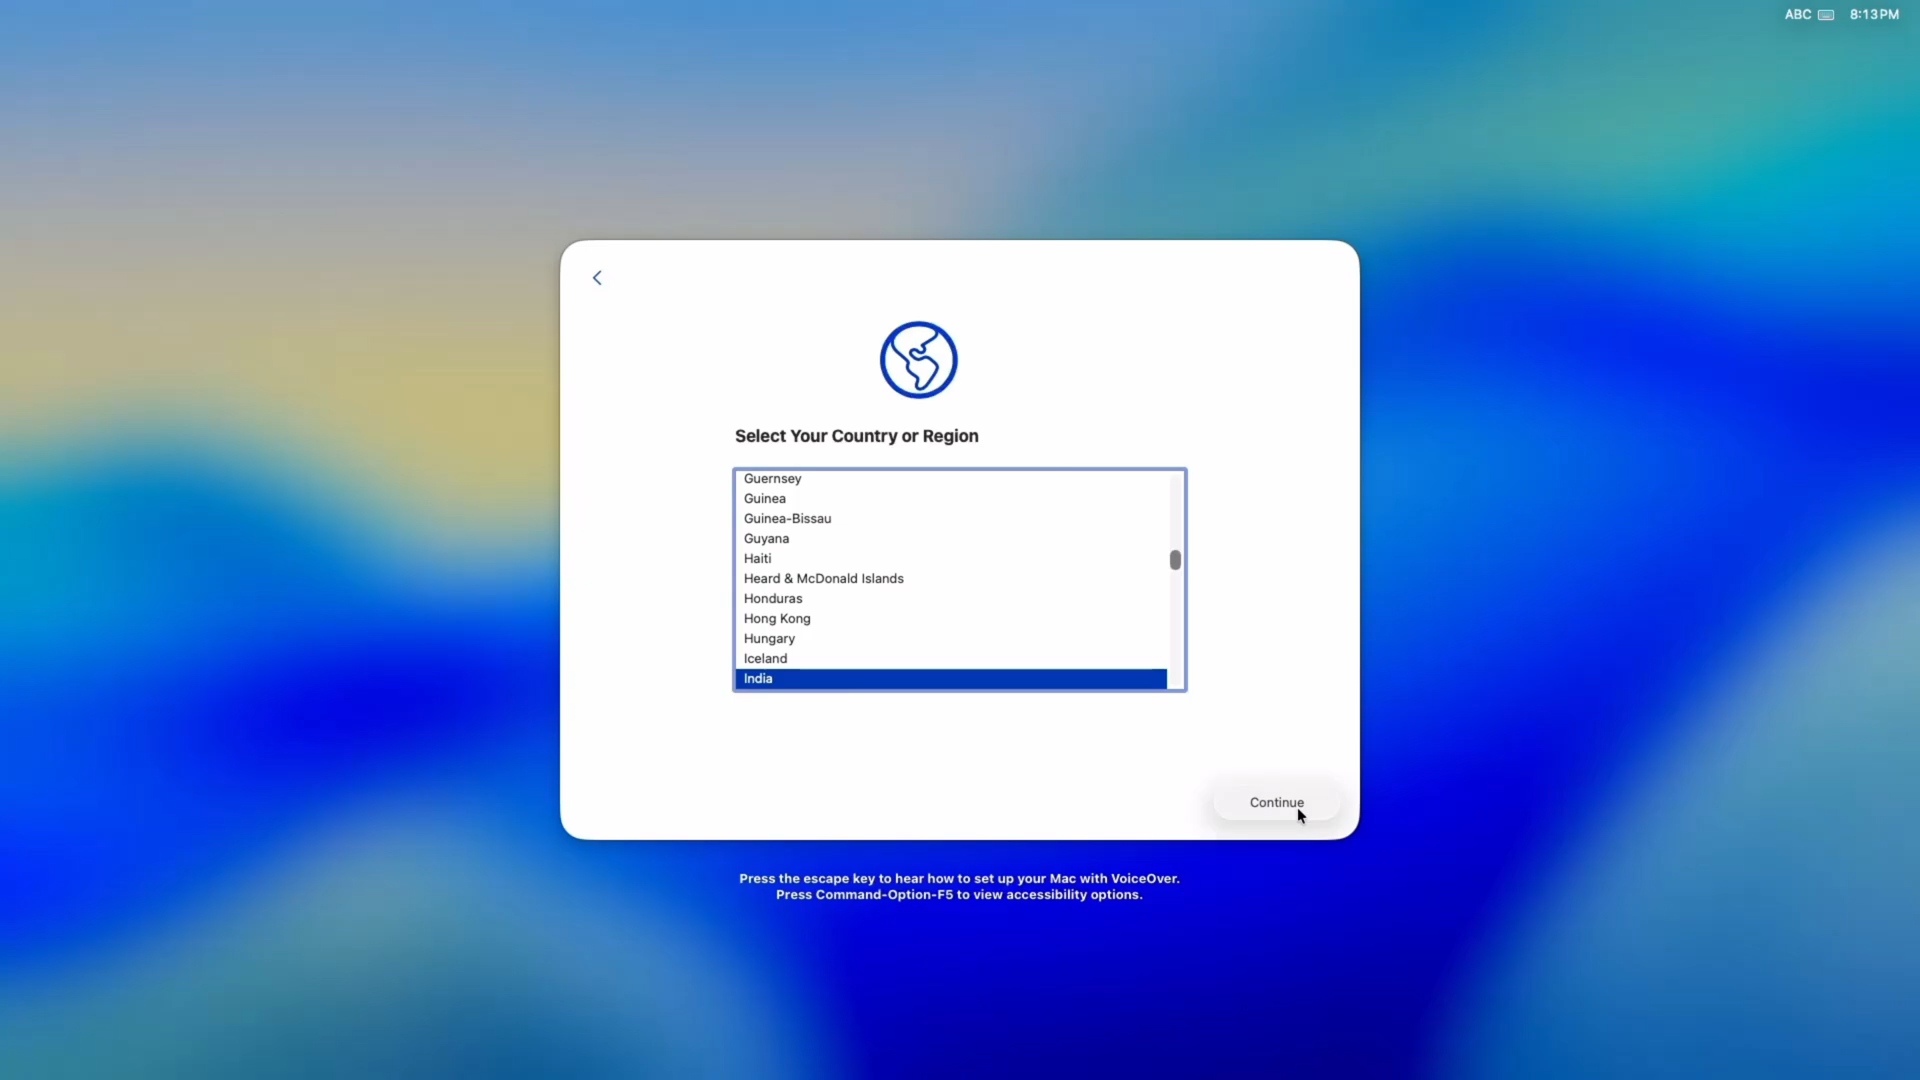 ABC 8:13 PM
Select Your Country or Region
Guernsey
Guinea
Guinea-Bissau
Guyana
Haiti
Heard & McDonald Islands
Honduras
Hong Kong
Hungary
Iceland
India
Continue
Press the escape key to hear how to set up your Mac with VoiceOver.
Press Command-Option-F5 to view accessibility options.